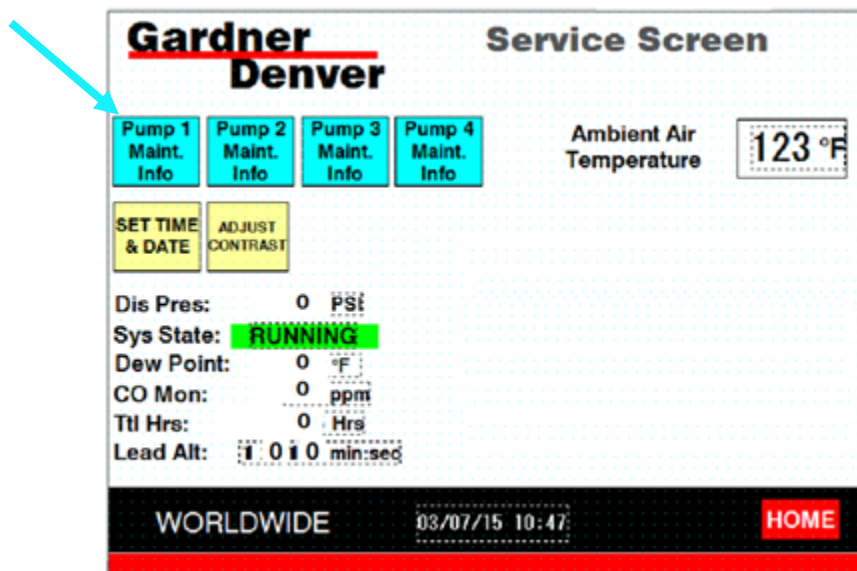 Gardner
Denver
Service Screen
Pump 1
Maint.
Info
Pump 2
Maint.
Info
Pump 3
Maint.
Info
Pump 4
Maint.
Info
Ambient Air
Temperature
123 °F
SET TIME
& DATE
ADJUST
CONTRAST
Dis Pres: 0 PSI
Sys State: RUNNING
Dew Point: 0 °F
CO Mon: 0 ppm
Ttl Hrs: 0 Hrs
Lead Alt: 1 0 1 0 min:sec
WORLDWIDE
03/07/15 10:47
HOME